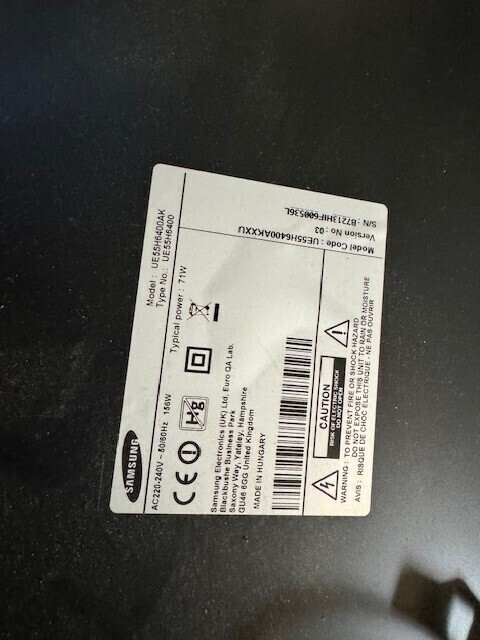 SAMSUNG
Model : UE55H6400AK
Type No.: UE55H6400
AC220-240V ~ 50/60Hz 156W
Typical power : 71W
Hg
Samsung Electronics (UK) Ltd, Euro QA Lab.
Blackbushe Business Park
Saxony Way, Yateley, Hampshire
GU46 6GG United Kingdom
MADE IN HUNGARY
Model Code : UE55H6400AKXXU
Version No : 03
S/N : B7213HIF600536L
CAUTION
RISK OF ELECTRIC SHOCK
DO NOT OPEN
WARNING : TO PREVENT FIRE OR SHOCK HAZARD
DO NOT EXPOSE THIS UNIT TO RAIN OR MOISTURE
AVIS : RISQUE DE CHOC ELECTRIQUE - NE PAS OUVRIR